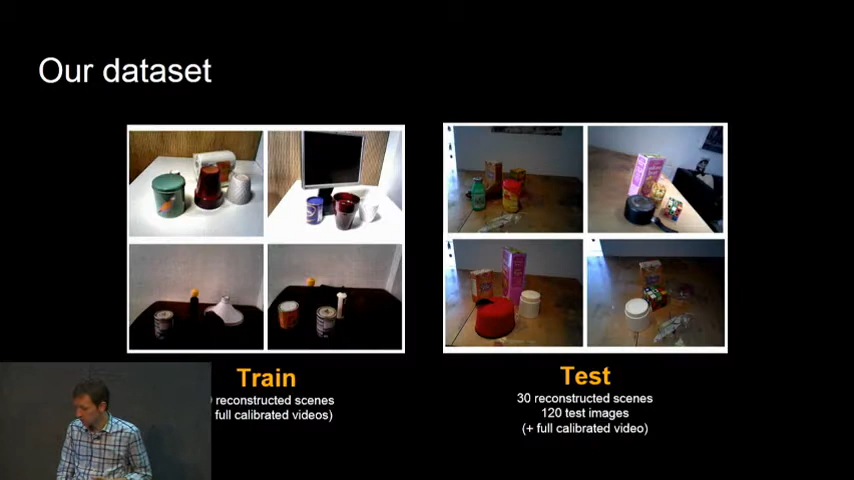 Our dataset
Train
reconstructed scenes
full calibrated videos)
Test
30 reconstructed scenes
120 test images
(+ full calibrated video)